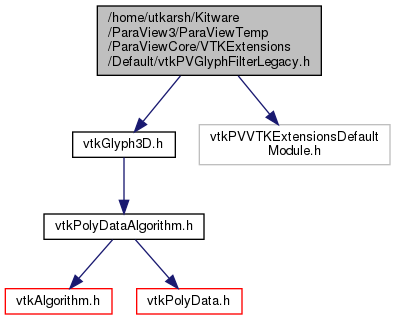 /home/utkarsh/Kitware
/ParaView3/ParaViewTemp
/ParaViewCore/VTKExtensions
/Default/vtkPVGlyphFilterLegacy.h
vtkGlyph3D.h
vtkPVVTKExtensionsDefault
Module.h
vtkPolyDataAlgorithm.h
vtkAlgorithm.h
vtkPolyData.h